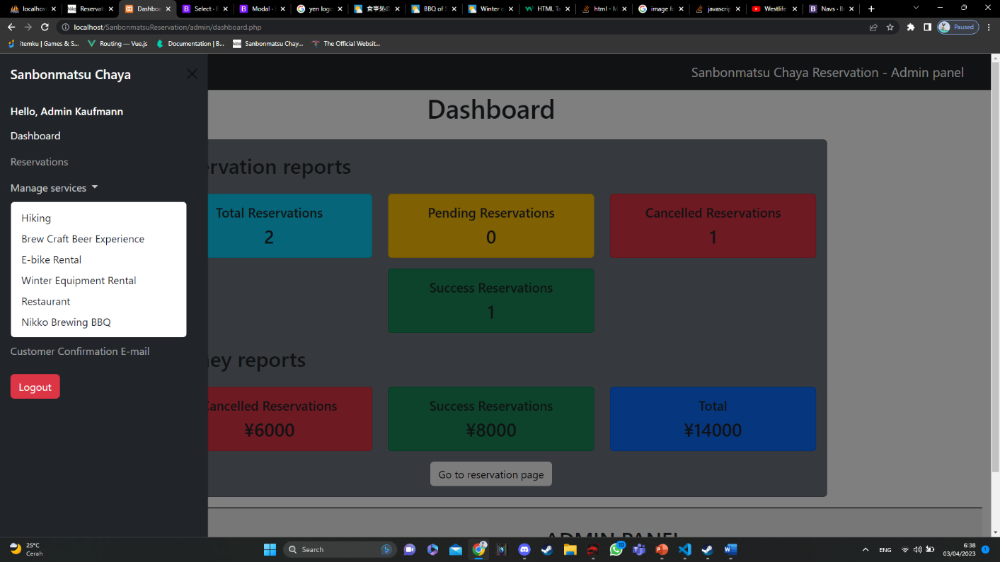 localhost
Reservat
Dashboa
Select · B
Modal ·
yen logo
食事処の
BBQ of S
Winter o
HTML Ta
html - M
image fo
javascrip
Westlife
Navs · Bo
localhost/SanbonmatsuReservation/admin/dashboard.php
Paused
itemku | Games & S...
Routing — Vue.js
Documentation | B...
Sanbonmatsu Chay...
The Official Websit...
Sanbonmatsu Chaya
Sanbonmatsu Chaya Reservation - Admin panel
Hello, Admin Kaufmann
Dashboard
Reservations
Manage services
Hiking
Brew Craft Beer Experience
E-bike Rental
Winter Equipment Rental
Restaurant
Nikko Brewing BBQ
Customer Confirmation E-mail
Logout
Dashboard
ervation reports
Total Reservations
2
Pending Reservations
0
Cancelled Reservations
1
Success Reservations
1
ney reports
Cancelled Reservations
¥6000
Success Reservations
¥8000
Total
¥14000
Go to reservation page
ADMIN PANEL
25°C
Cerah
Search
10
ENG
6:38
03/04/2023
1